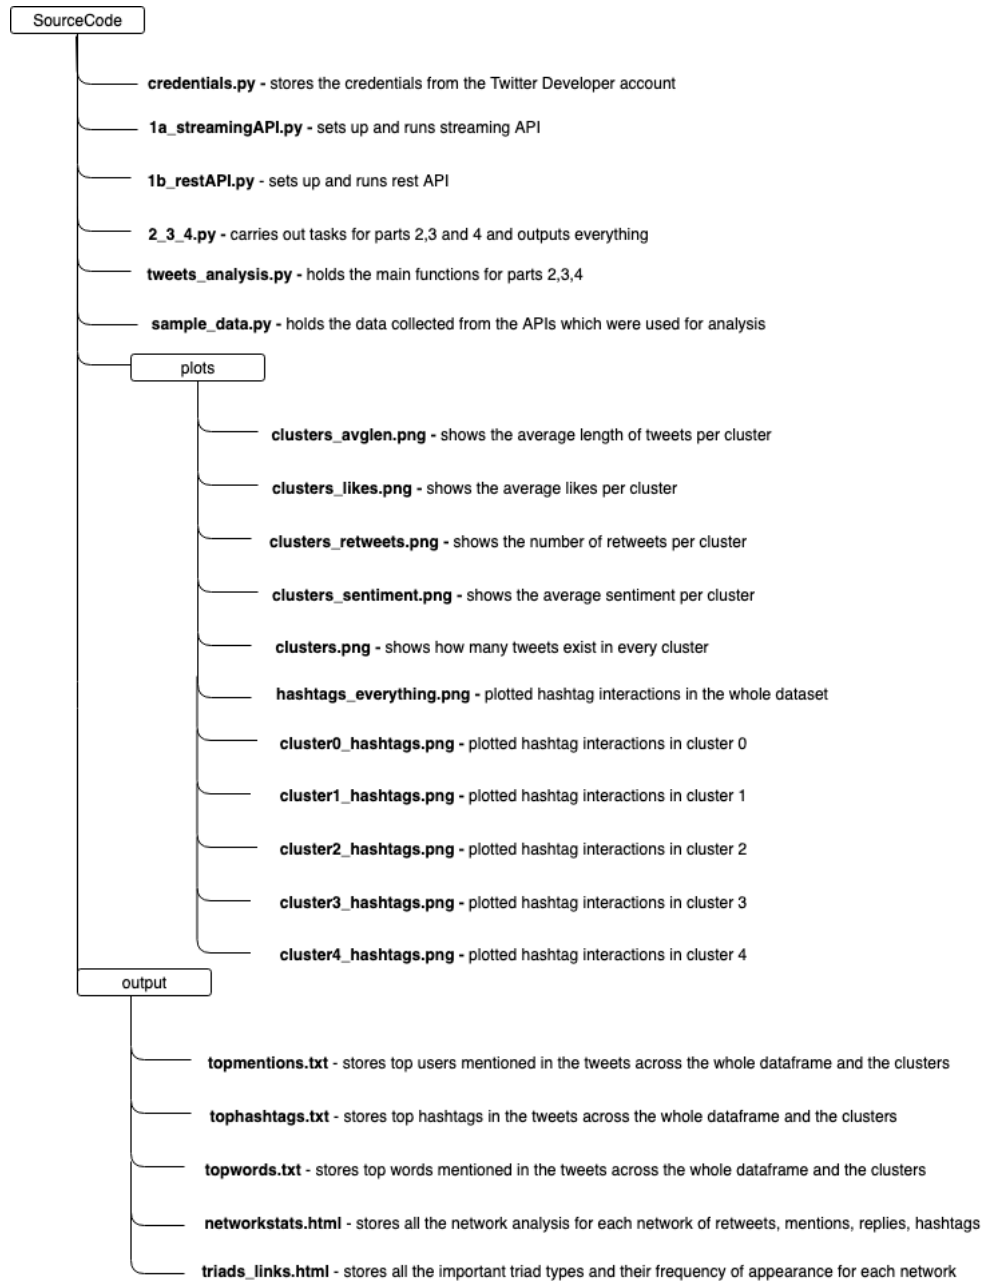 SourceCode
credentials.py - stores the credentials from the Twitter Developer account
1a_streamingAPI.py - sets up and runs streaming API
1b_restAPI.py - sets up and runs rest API
2_3_4.py - carries out tasks for parts 2,3 and 4 and outputs everything
tweets_analysis.py - holds the main functions for parts 2,3,4
sample_data.py - holds the data collected from the APIs which were used for analysis
plots
clusters_avglen.png - shows the average length of tweets per cluster
clusters_likes.png - shows the average likes per cluster
clusters_retweets.png - shows the number of retweets per cluster
clusters_sentiment.png - shows the average sentiment per cluster
clusters.png - shows how many tweets exist in every cluster
hashtags_everything.png - plotted hashtag interactions in the whole dataset
cluster0_hashtags.png - plotted hashtag interactions in cluster 0
cluster1_hashtags.png - plotted hashtag interactions in cluster 1
cluster2_hashtags.png - plotted hashtag interactions in cluster 2
cluster3_hashtags.png - plotted hashtag interactions in cluster 3
cluster4_hashtags.png - plotted hashtag interactions in cluster 4
output
topmentions.txt - stores top users mentioned in the tweets across the whole dataframe and the clusters
tophashtags.txt - stores top hashtags in the tweets across the whole dataframe and the clusters
topwords.txt - stores top words mentioned in the tweets across the whole dataframe and the clusters
networkstats.html - stores all the network analysis for each network of retweets, mentions, replies, hashtags
triads_links.html - stores all the important triad types and their frequency of appearance for each network